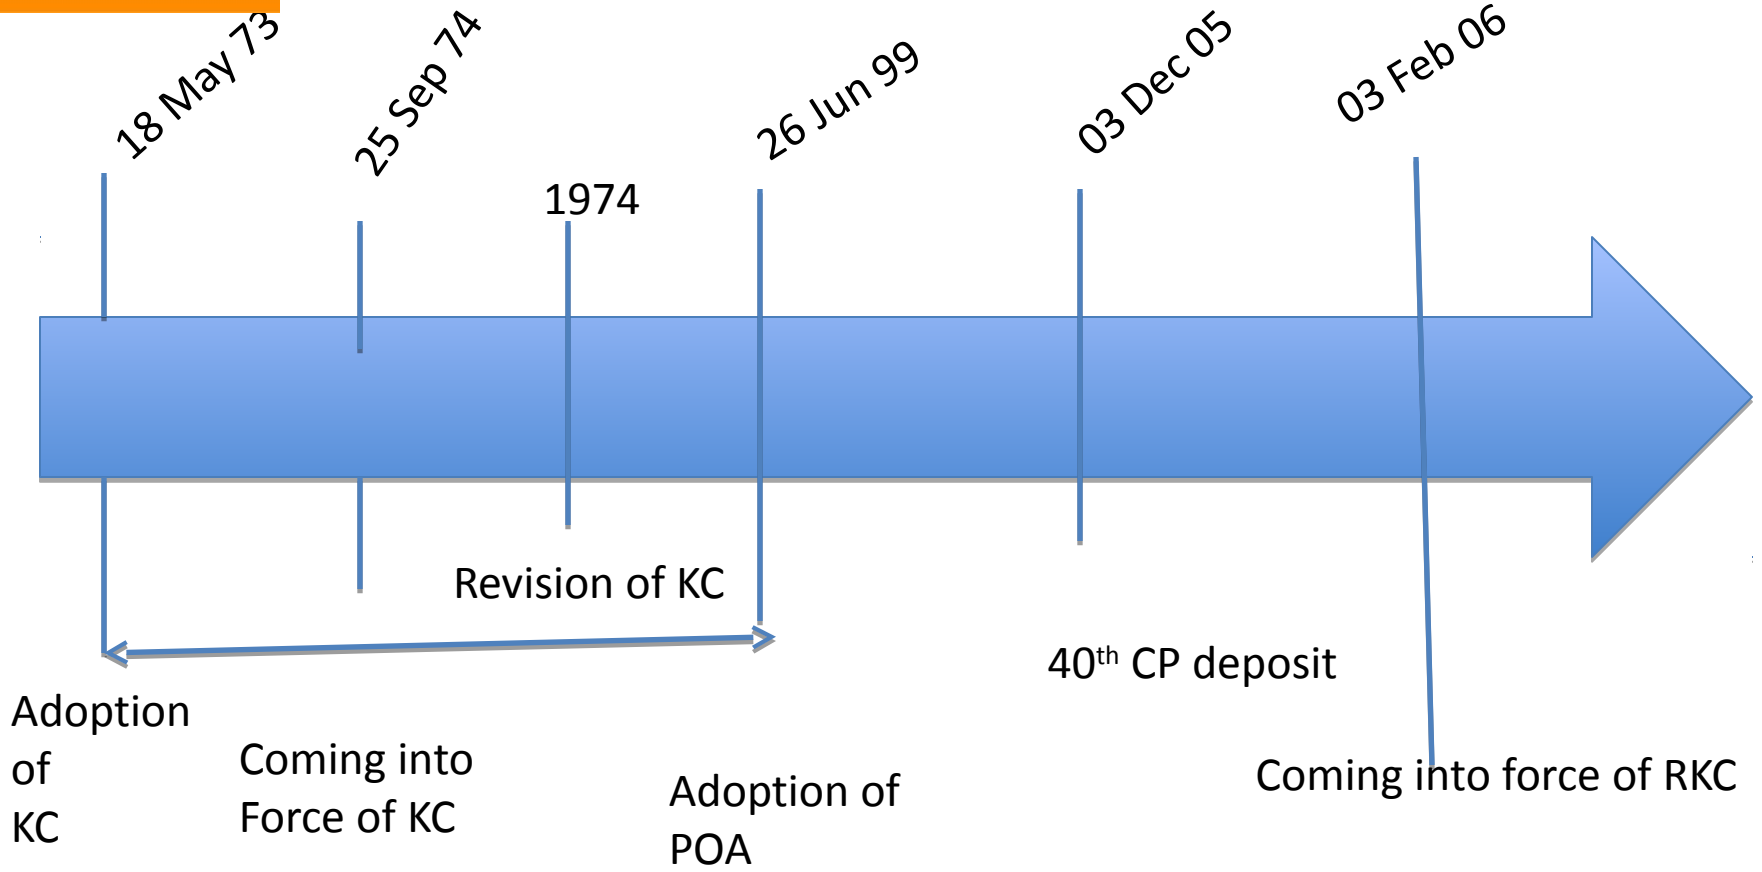 18 May 73
25 Sep 74
1974
26 Jun 99
03 Dec 05
03 Feb 06
Revision of KC
40th CP deposit
Adoption
of
KC
Coming into
Force of KC
Adoption of
POA
Coming into force of RKC